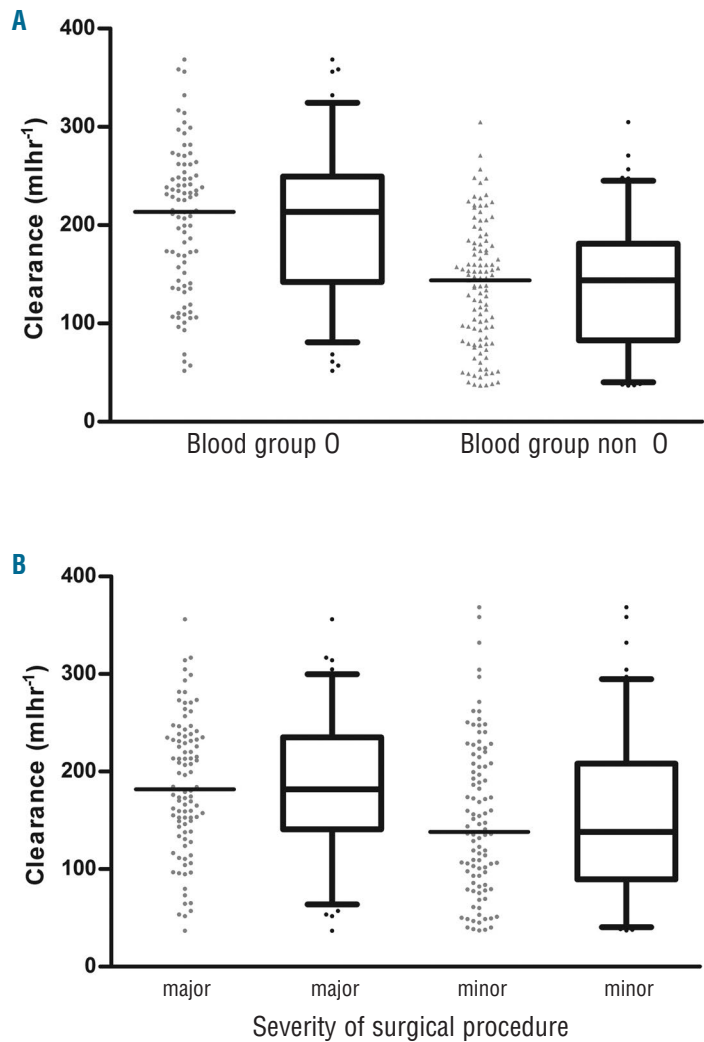 A
400
300
200
100
0
Clearance (mlhr-1)
Blood group O
Blood group non O
B
400
300
200
100
0
Clearance (mlhr-1)
major
major
minor
minor
Severity of surgical procedure